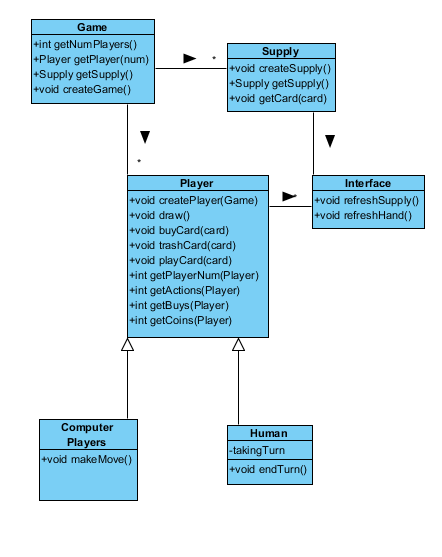 Game
+int getNumPlayers()
+Player getPlayer(num)
+Supply getSupply()
+void createGame()
*
Supply
+void createSupply()
+Supply getSupply()
+void getCard(card)
*
Player
+void createPlayer(Game)
+void draw()
+void buyCard(card)
+void trashCard(card)
+void playCard(card)
+int getPlayerNum(Player)
+int getActions(Player)
+int getBuys(Player)
+int getCoins(Player)
*
Interface
+void refreshSupply()
+void refreshHand()
Computer
Players
+void makeMove()
Human
-takingTurn
+void endTurn()